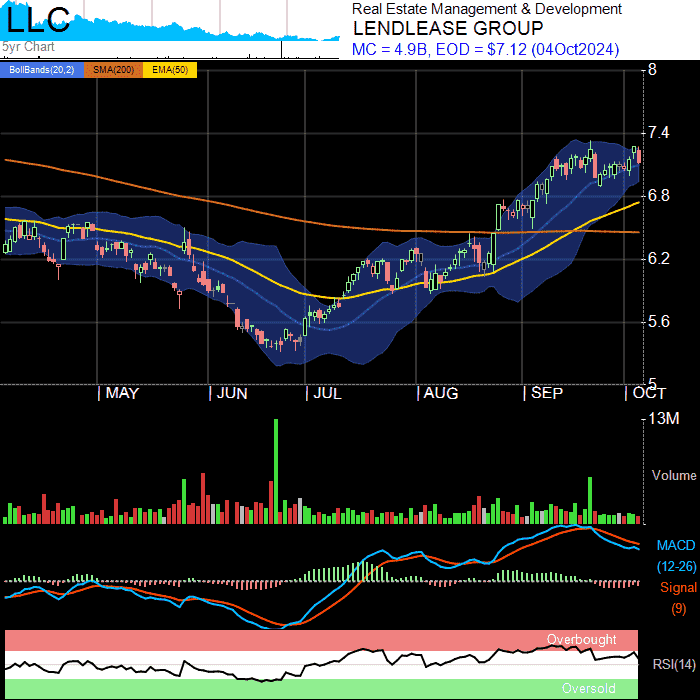 LLC
5yr Chart
Real Estate Management & Development
LENDLEASE GROUP
MC = 4.9B, EOD = $7.12 (04Oct2024)
BollBands(20,2) SMA(200) EMA(50)
8
7.4
6.8
6.2
5.6
5
MAY JUN JUL AUG SEP OCT
13M
Volume
MACD
(12-26)
Signal
(9)
Overbought
RSI(14)
Oversold